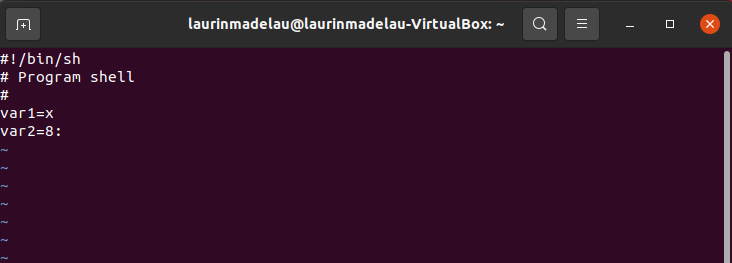 laurinmadelau@laurinmadelau-VirtualBox: ~
#!/bin/sh
# Program shell
#
var1=x
var2=8:
~
~
~
~
~
~
~